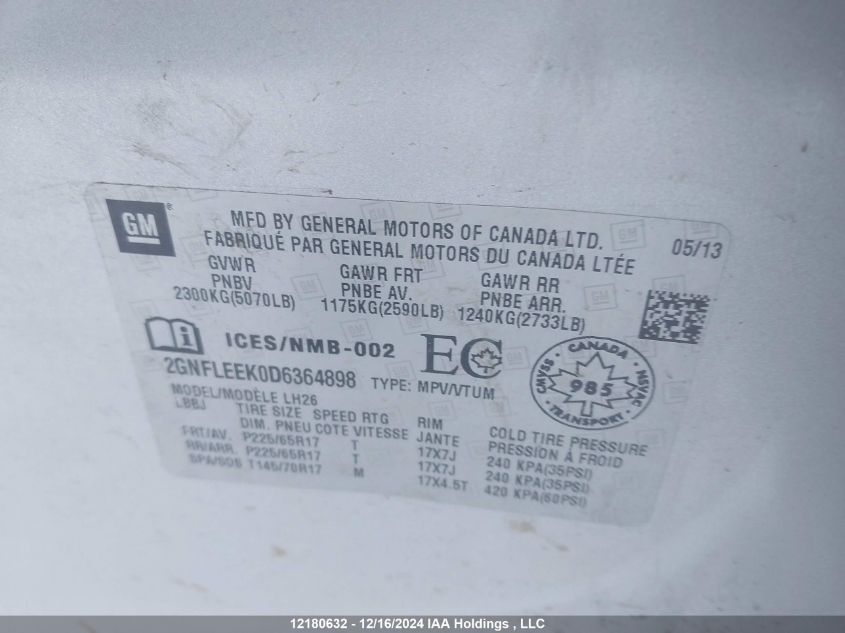 GM®
MFD BY GENERAL MOTORS OF CANADA LTD. 05/13
FABRIQUÉ PAR GENERAL MOTORS DU CANADA LTÉE
GVWR GAWR FRT GAWR RR
PNBV PNBE AV. PNBE ARR.
2300KG(5070LB) 1175KG(2590LB) 1240KG(2733LB)
i ICES/NMB-002 EC
CANADA
CMVSS 985 NSVAC
TRANSPORT
2GNFLEEK0D6364898 TYPE: MPV/VTUM
MODEL/MODÈLE LH26
LBBJ TIRE SIZE SPEED RTG RIM COLD TIRE PRESSURE
DIM. PNEU COTE VITESSE JANTE PRESSION À FROID
FRT/AV. P225/65R17 T 17X7J 240 KPA(35PSI)
RR/ARR. P225/65R17 T 17X7J 240 KPA(35PSI)
SPA/SOS T145/70R17 M 17X4.5T 420 KPA(60PSI)
12180632 - 12/16/2024 IAA Holdings , LLC